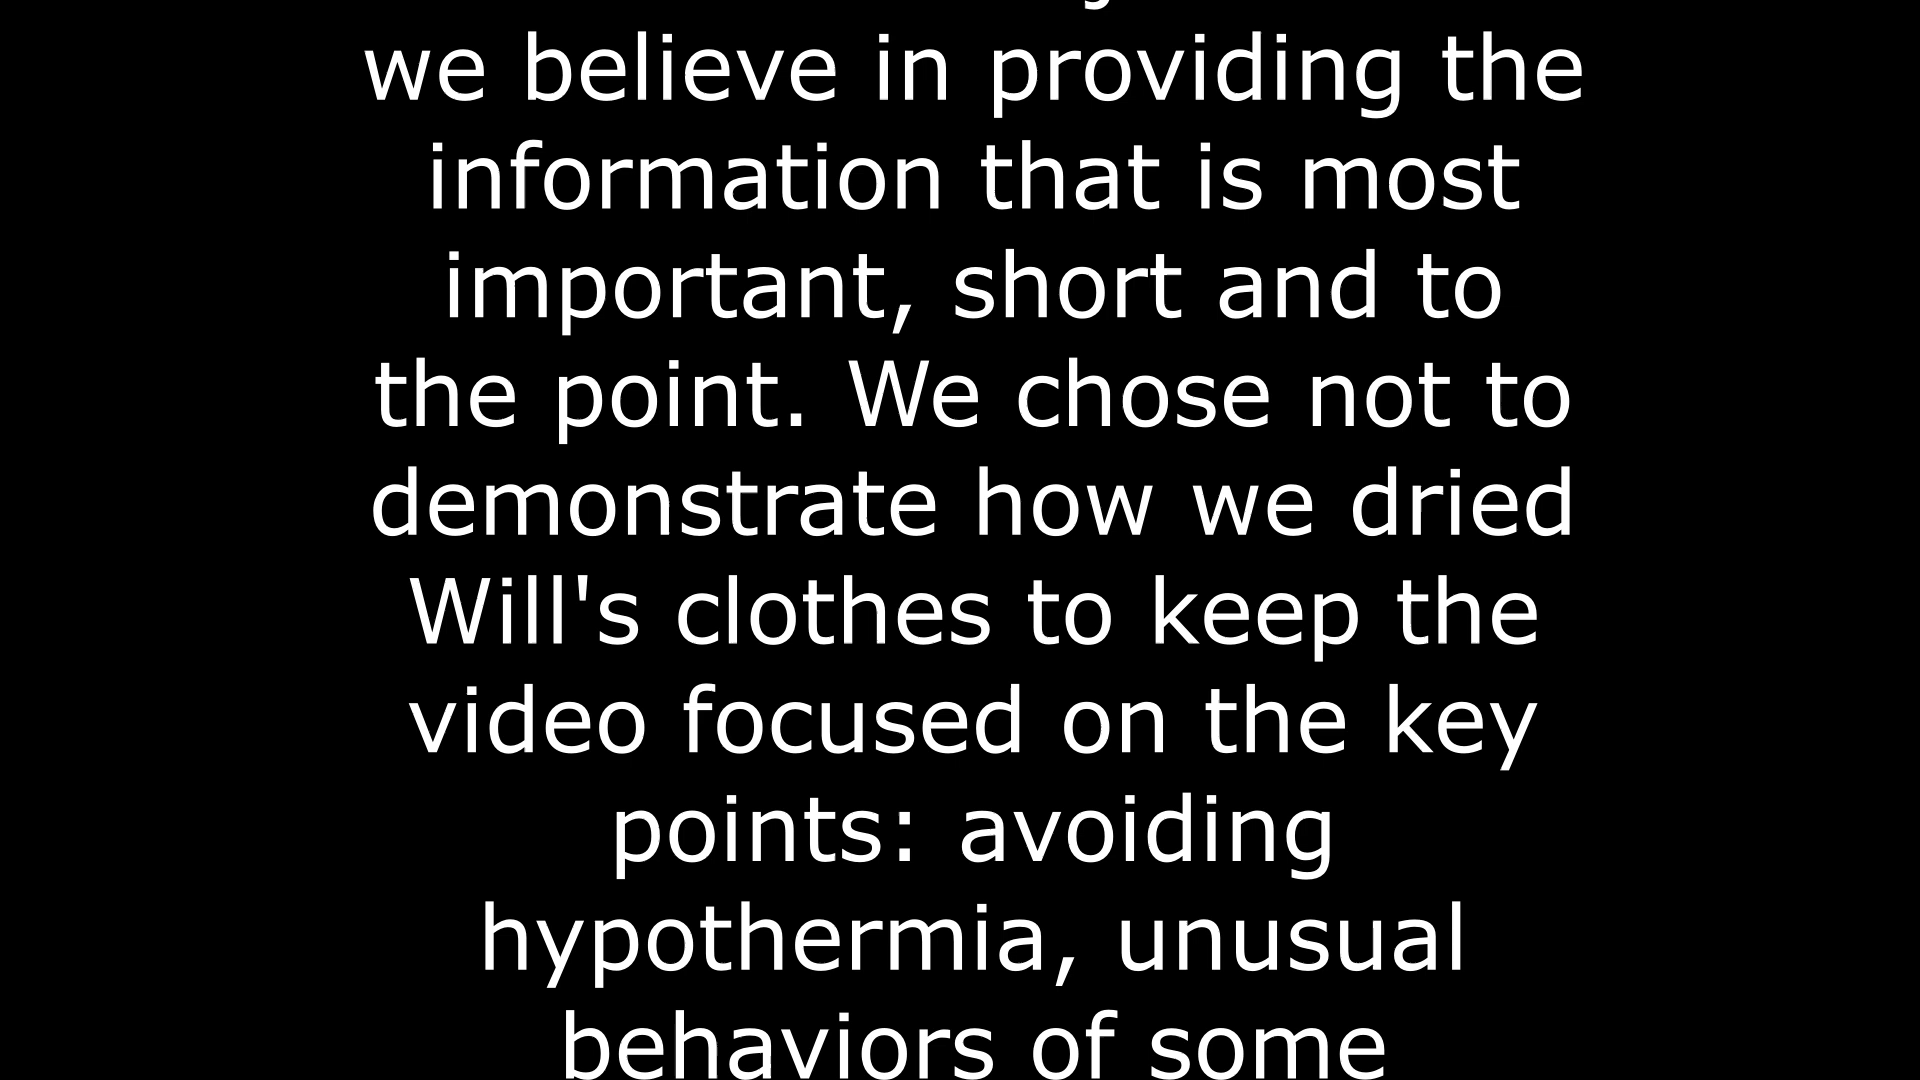 we believe in providing the
information that is most
important, short and to
the point. We chose not to
demonstrate how we dried
Will's clothes to keep the
video focused on the key
points: avoiding
hypothermia, unusual
behaviors of some